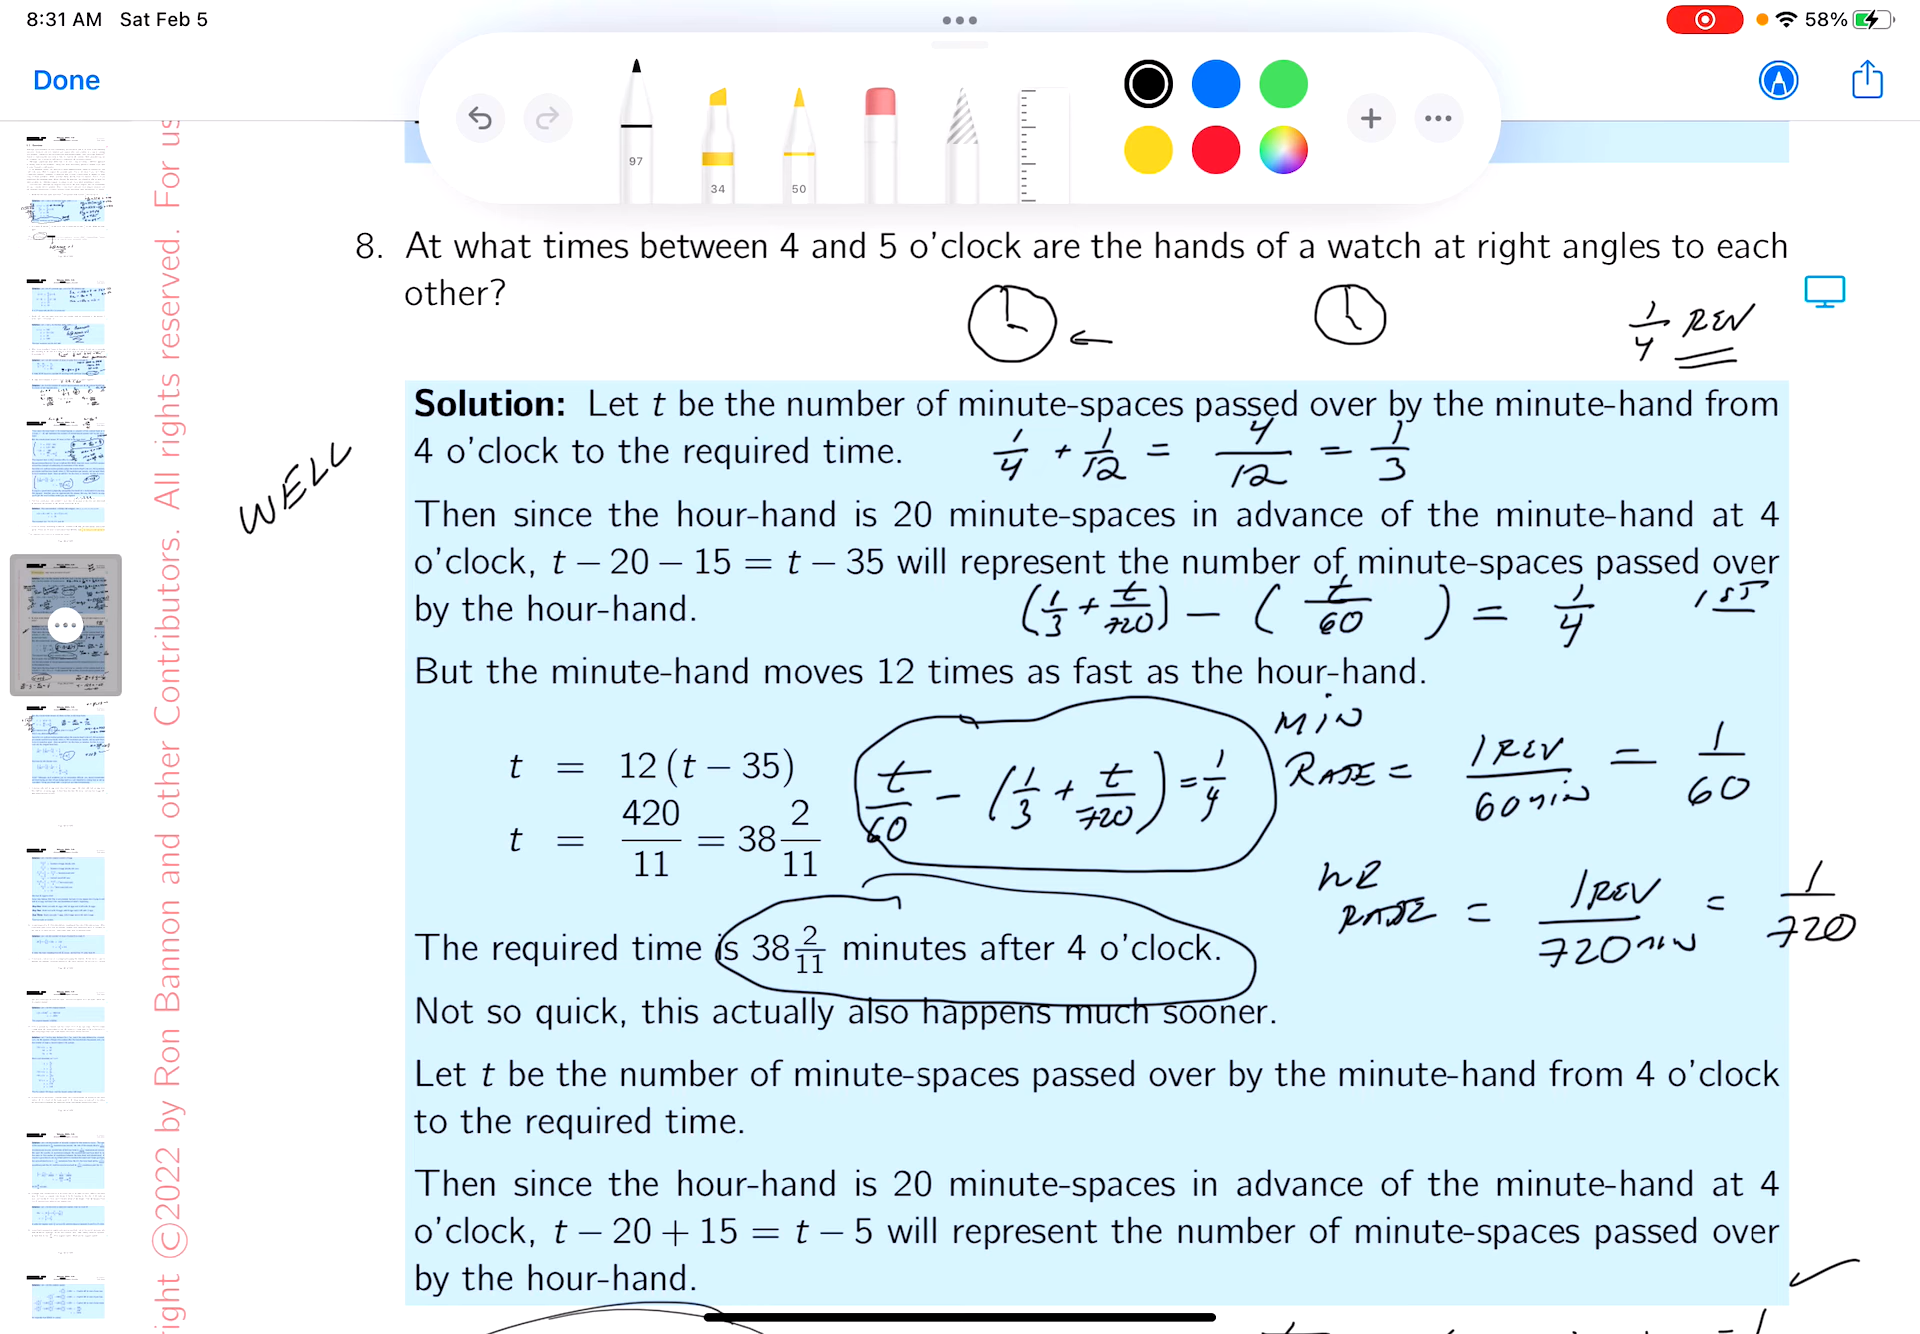 8:31 AM Sat Feb 5
58%
Done
97
34
50
8. At what times between 4 and 5 o'clock are the hands of a watch at right angles to each
other?
1/4 REV
Solution: Let t be the number of minute-spaces passed over by the minute-hand from
4 o'clock to the required time.
1/4 + 1/12 = 4/12 = 1/3
WELL
Then since the hour-hand is 20 minute-spaces in advance of the minute-hand at 4
o'clock, t − 20 − 15 = t − 35 will represent the number of minute-spaces passed over
by the hour-hand.
(1/3 + t/720) − ( t/60 ) = 1/4 1ST
But the minute-hand moves 12 times as fast as the hour-hand.
t = 12 (t − 35)
t = 420/11 = 38 2/11
t/60 − (1/3 + t/720) = 1/4
MIN
RATE = 1 REV/60 min = 1/60
HR
RATE = 1 REV/720 min = 1/720
The required time is 38 2/11 minutes after 4 o'clock.
Not so quick, this actually also happens much sooner.
Let t be the number of minute-spaces passed over by the minute-hand from 4 o'clock
to the required time.
Then since the hour-hand is 20 minute-spaces in advance of the minute-hand at 4
o'clock, t − 20 + 15 = t − 5 will represent the number of minute-spaces passed over
by the hour-hand.
right ©2022 by Ron Bannon and other Contributors. All rights reserved. For us